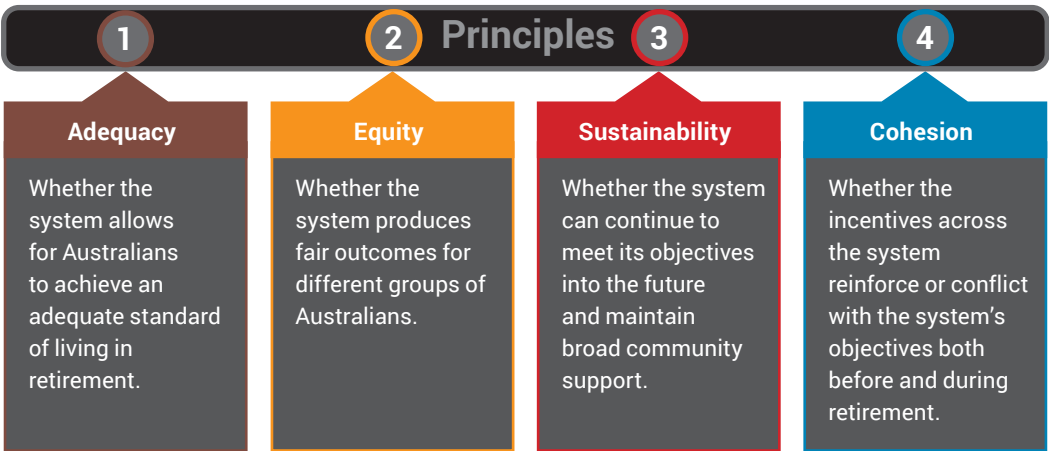 Principles
1
2
3
4
Adequacy
Whether the
system allows
for Australians
to achieve an
adequate standard
of living in
retirement.
Equity
Whether the
system produces
fair outcomes for
different groups of
Australians.
Sustainability
Whether the system
can continue to
meet its objectives
into the future
and maintain
broad community
support.
Cohesion
Whether the
incentives across
the system
reinforce or conflict
with the system's
objectives both
before and during
retirement.